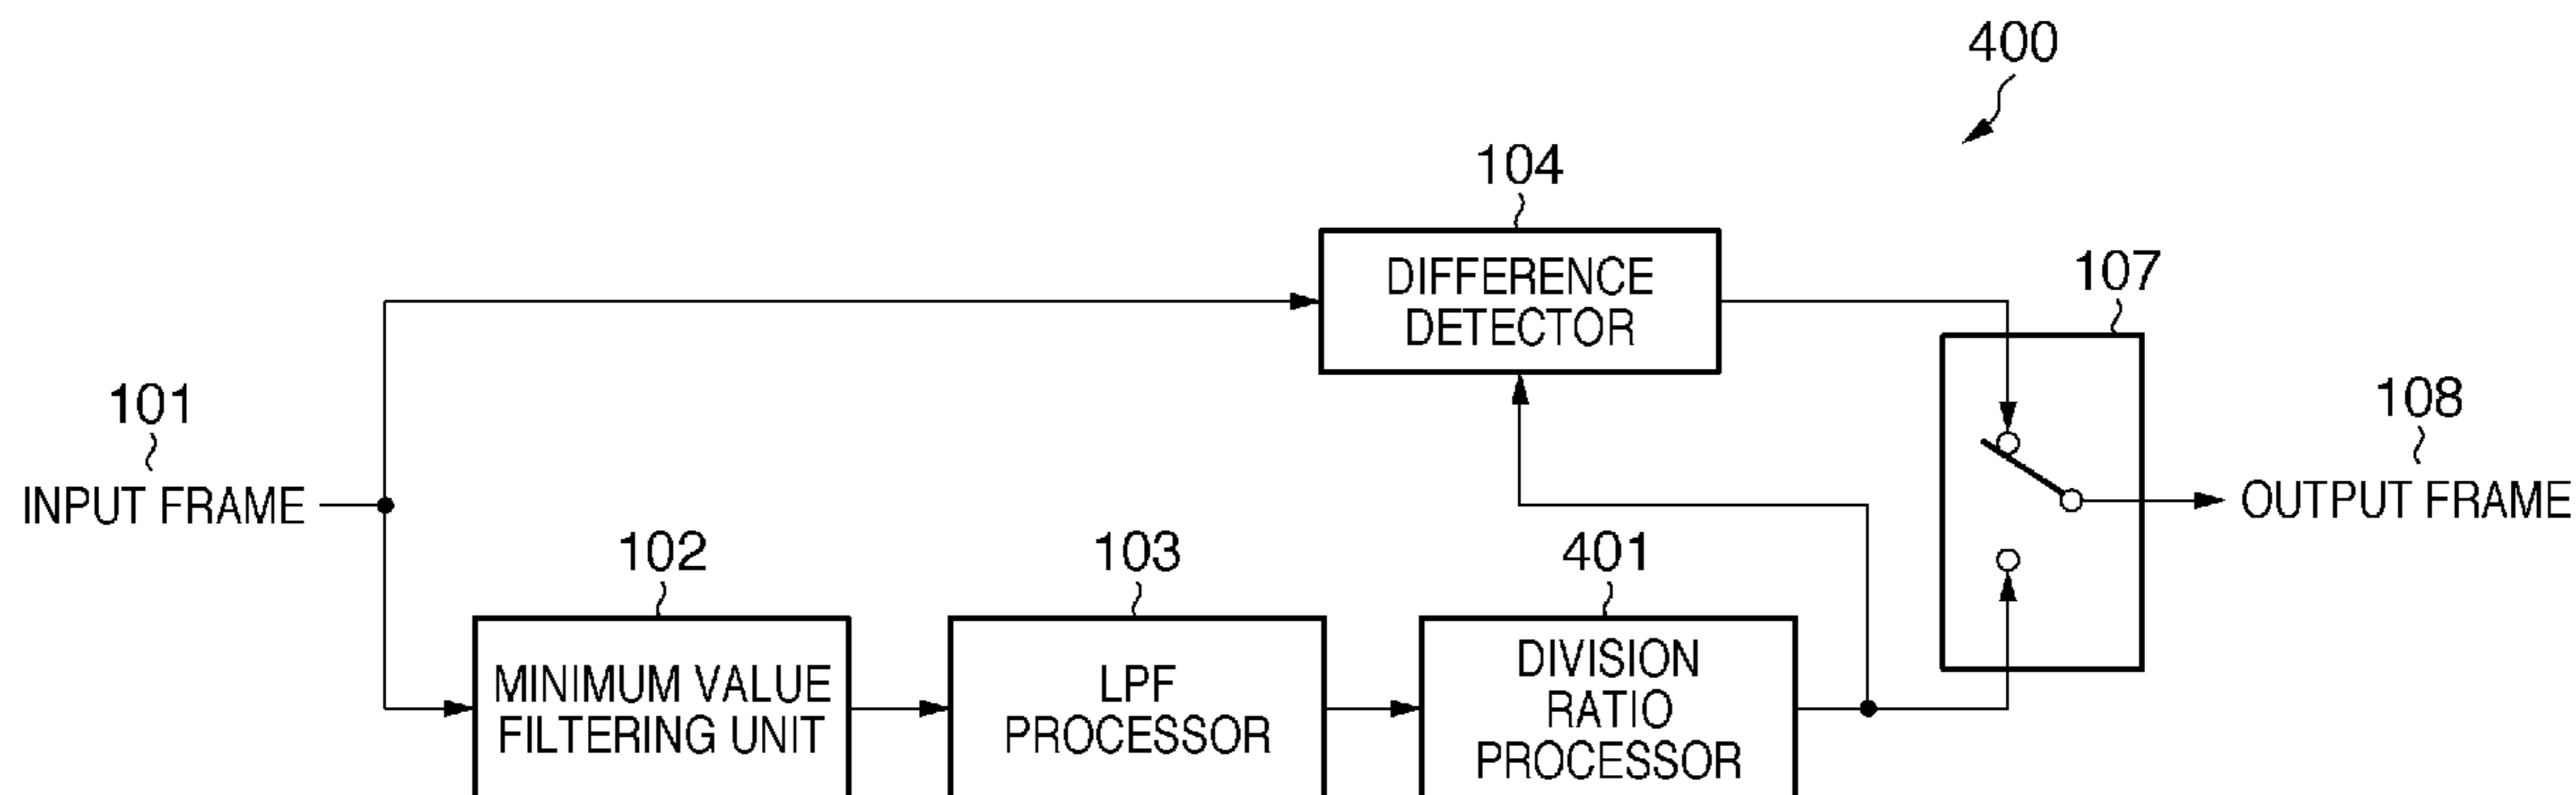 400
104
DIFFERENCE
DETECTOR
107
101
INPUT FRAME
108
OUTPUT FRAME
102
MINIMUM VALUE
FILTERING UNIT
103
LPF
PROCESSOR
401
DIVISION
RATIO
PROCESSOR